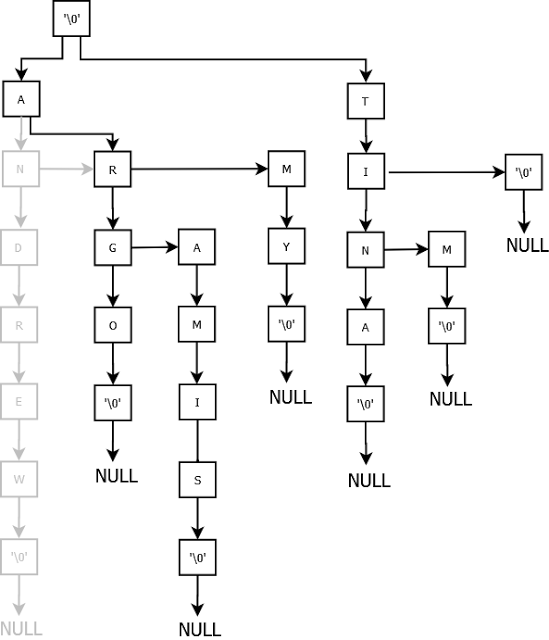 '\0'
A T
N R M I '\0'
D G A Y N M NULL
R O M '\0' A '\0'
E '\0' I NULL '\0' NULL
W NULL S NULL
'\0' '\0'
NULL NULL